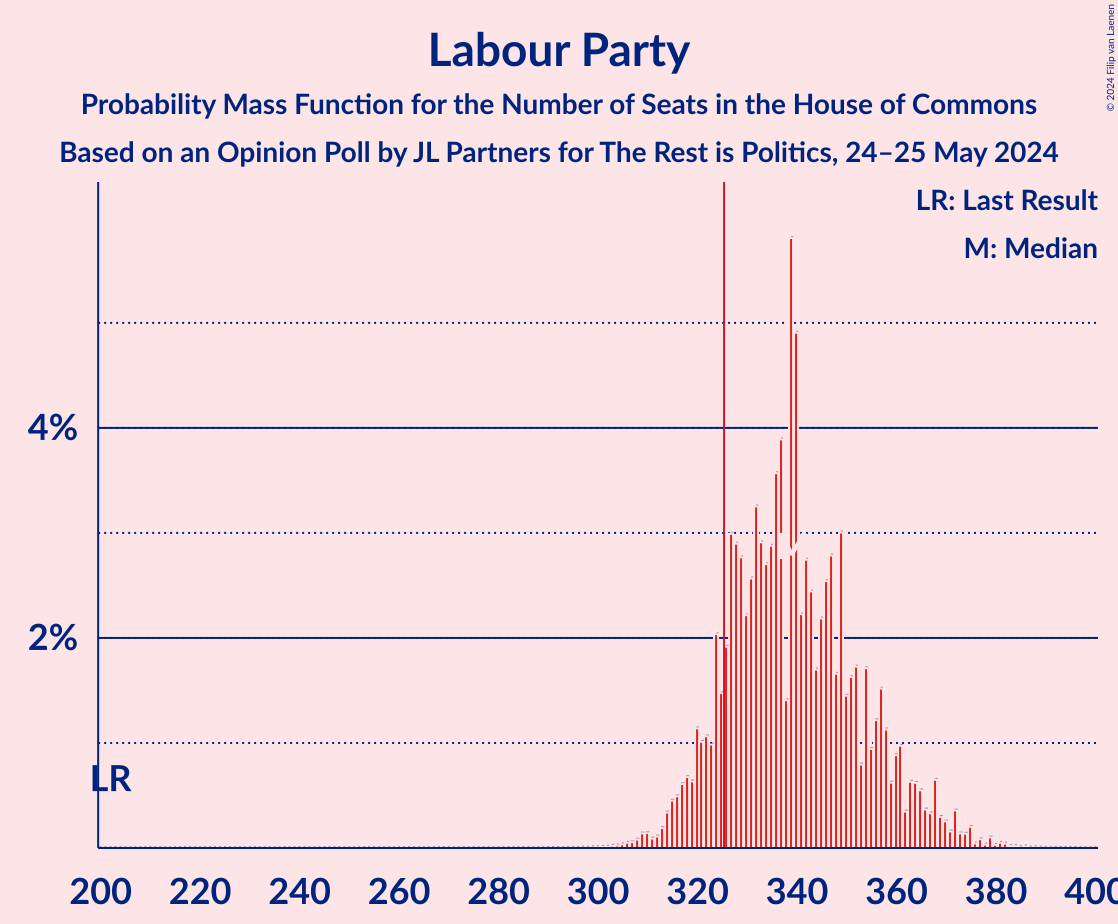 © 2024 Filip van Laenen
Labour Party
Probability Mass Function for the Number of Seats in the House of Commons
Based on an Opinion Poll by JL Partners for The Rest is Politics, 24–25 May 2024
LR: Last Result
M: Median
4%
2%
LR
200 220 240 260 280 300 320 340 360 380 400